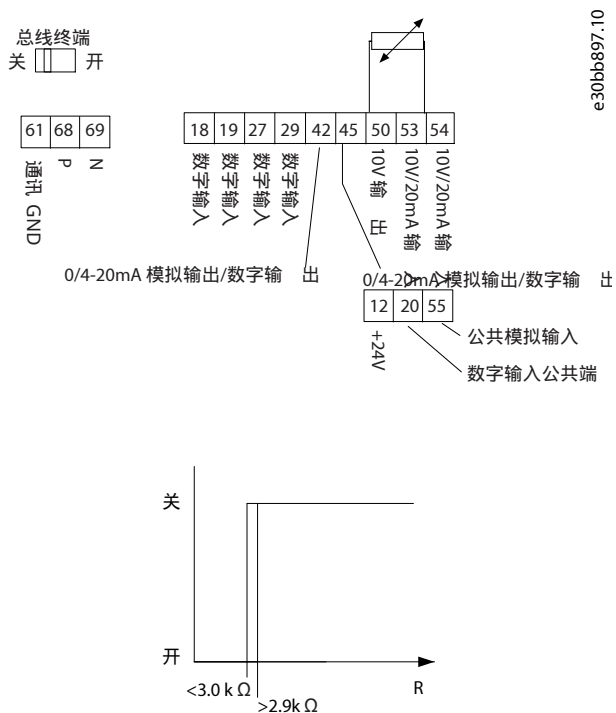 e30bb897.10
总线终端
关 开
61 68 69
通讯 GND
P
N
18 19 27 29 42 45 50 53 54
数字输入
数字输入
数字输入
数字输入
10V 输 出
10V/20mA 输 入
10V/20mA 输 入
0/4-20mA 模拟输出/数字输 出
0/4-20mA 模拟输出/数字输 出
12 20 55
+24V
公共模拟输入
数字输入公共端
关
开
<3.0 k Ω
>2.9k Ω
R